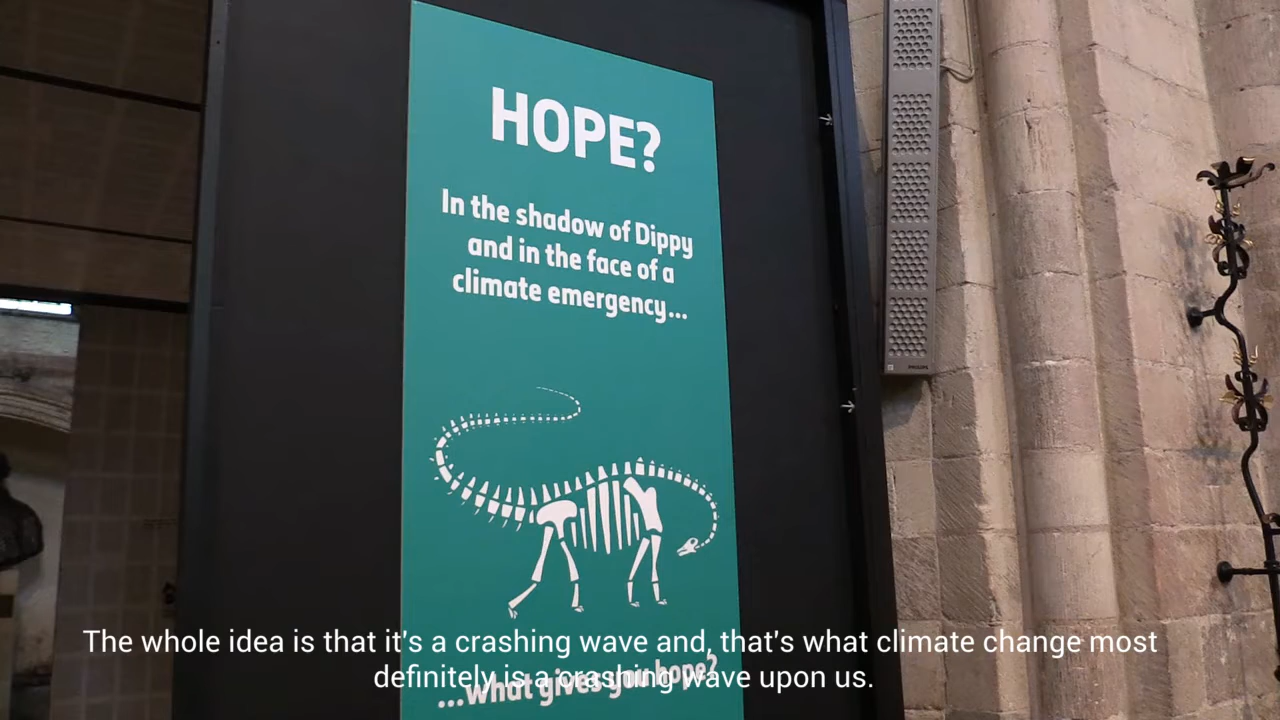 HOPE?
In the shadow of Dippy
and in the face of a
climate emergency...
PHILIPS
...what gives you hope?
The whole idea is that it's a crashing wave and, that's what climate change most
definitely is a crashing wave upon us.